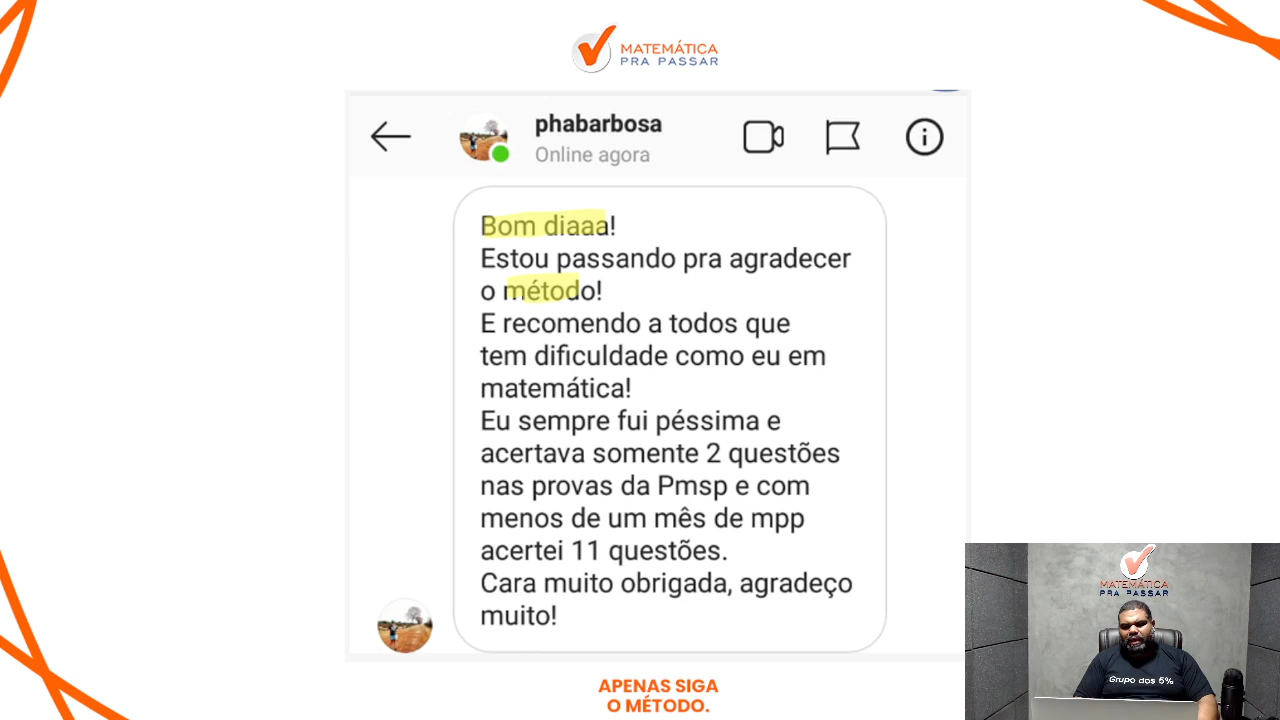 MATEMÁTICA
PRA PASSAR
phabarbosa
Online agora
Bom diaaa!
Estou passando pra agradecer
o método!
E recomendo a todos que
tem dificuldade como eu em
matemática!
Eu sempre fui péssima e
acertava somente 2 questões
nas provas da Pmsp e com
menos de um mês de mpp
acertei 11 questões.
Cara muito obrigada, agradeço
muito!
MATEMÁTICA
PRA PASSAR
Grupo dos 5%
APENAS SIGA
O MÉTODO.